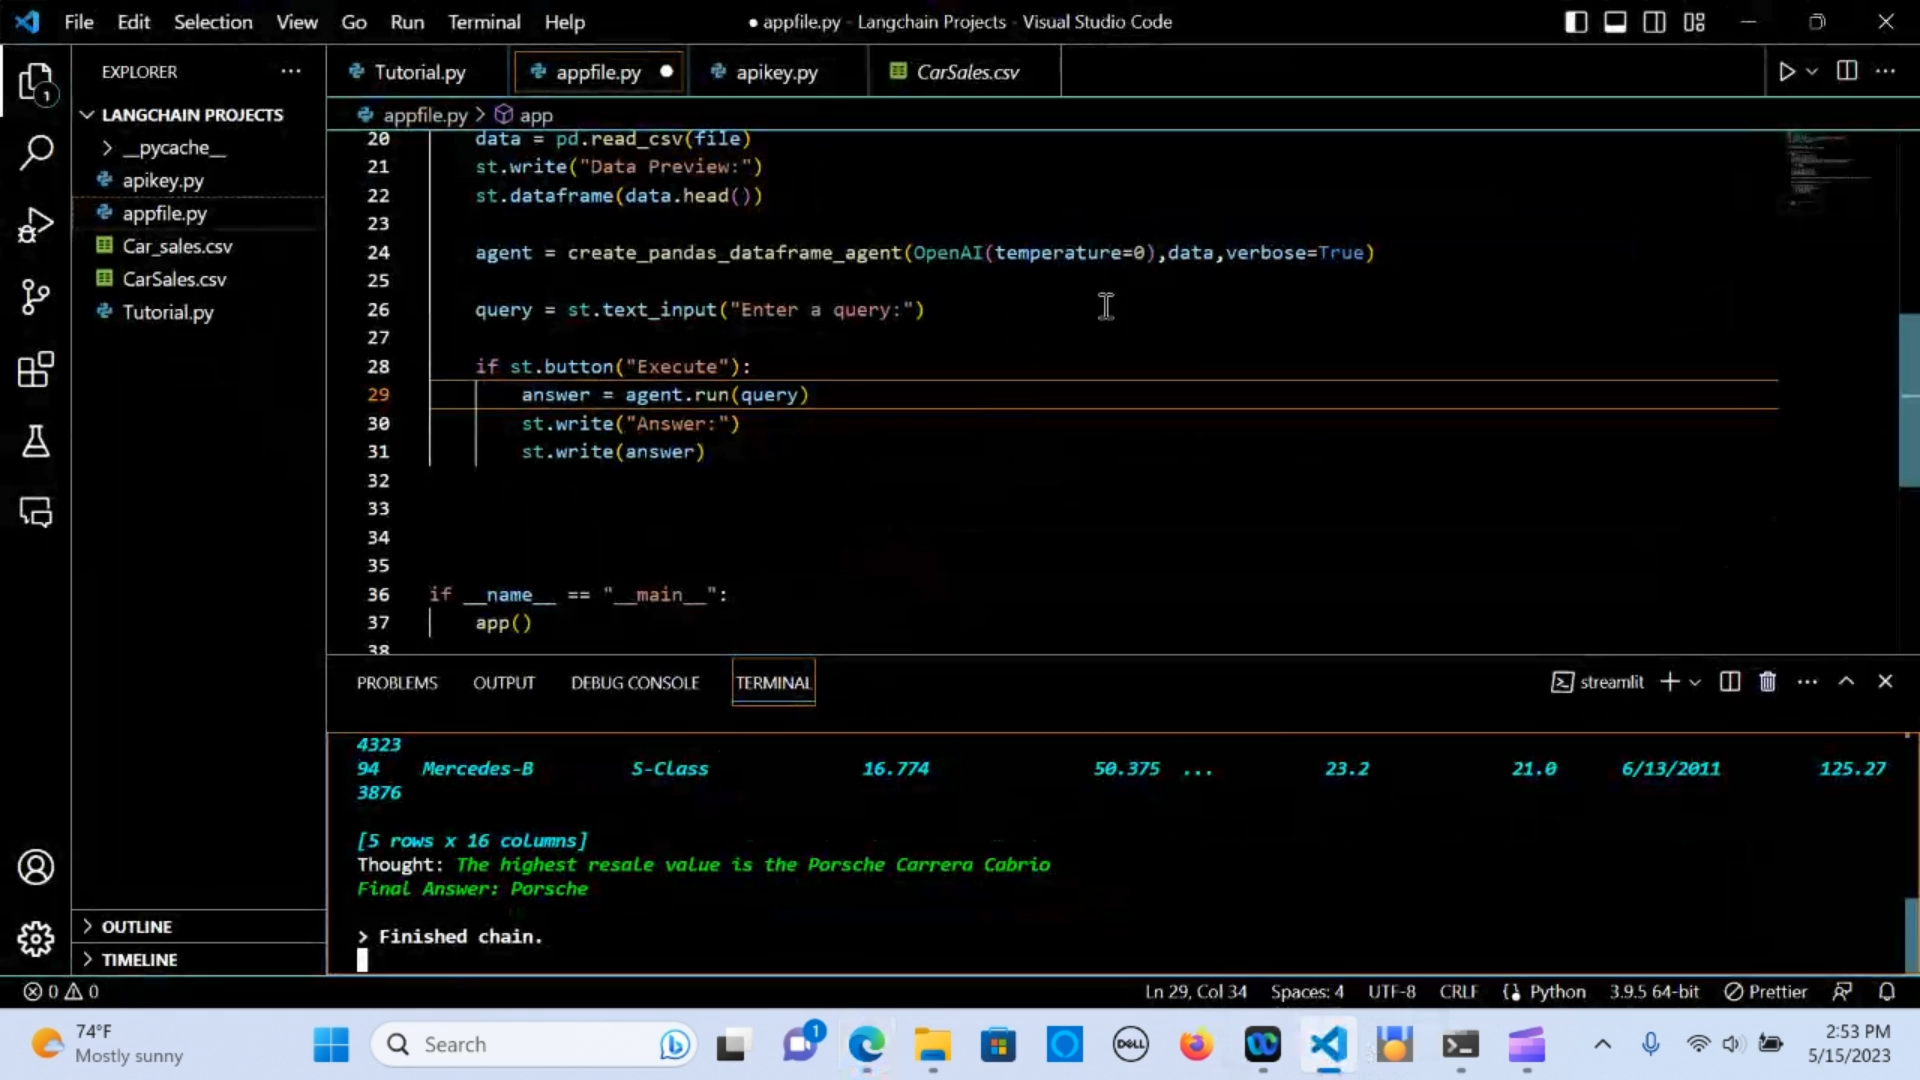 File Edit Selection View Go Run Terminal Help
● appfile.py - Langchain Projects - Visual Studio Code
EXPLORER ...
Tutorial.py
appfile.py ●
apikey.py
CarSales.csv
1
LANGCHAIN PROJECTS
appfile.py > app
__pycache__
apikey.py
appfile.py
Car_sales.csv
CarSales.csv
Tutorial.py
20 data = pd.read_csv(file)
21 st.write("Data Preview:")
22 st.dataframe(data.head())
23
24 agent = create_pandas_dataframe_agent(OpenAI(temperature=0),data,verbose=True)
25
26 query = st.text_input("Enter a query:")
27
28 if st.button("Execute"):
29 answer = agent.run(query)
30 st.write("Answer:")
31 st.write(answer)
32
33
34
35
36 if __name__ == "__main__":
37 app()
38
PROBLEMS OUTPUT DEBUG CONSOLE TERMINAL
streamlit
4323
94 Mercedes-B S-Class 16.774 50.375 ... 23.2 21.0 6/13/2011 125.27
3876
[5 rows x 16 columns]
Thought: The highest resale value is the Porsche Carrera Cabrio
Final Answer: Porsche
> Finished chain.
OUTLINE
TIMELINE
0 0
Ln 29, Col 34 Spaces: 4 UTF-8 CRLF Python 3.9.5 64-bit Prettier
74°F
Mostly sunny
Search
1
DELL
2:53 PM
5/15/2023